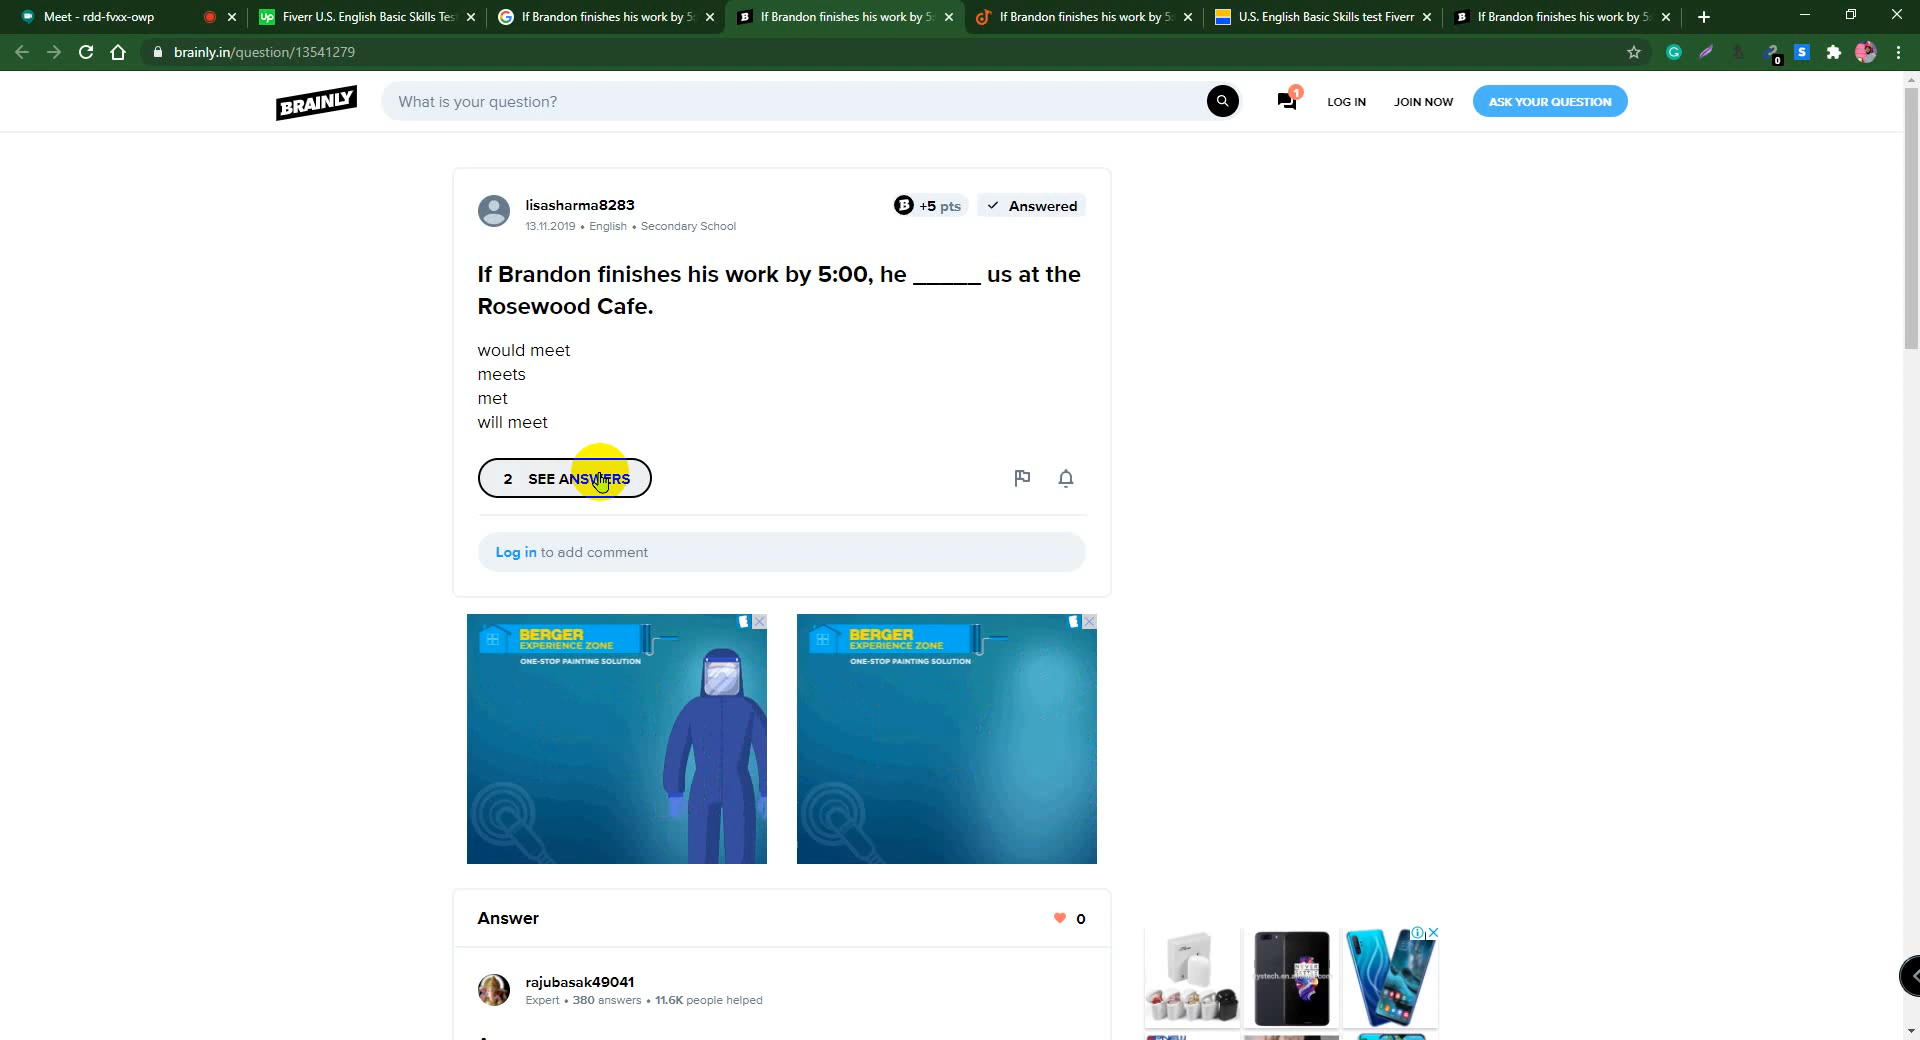 Meet - rdd-fvxx-owp
Fiverr U.S. English Basic Skills Tes
If Brandon finishes his work by 5:
If Brandon finishes his work by 5:
If Brandon finishes his work by 5:
U.S. English Basic Skills test Fiverr
If Brandon finishes his work by 5:
brainly.in/question/13541279
0
BRAINLY
What is your question?
1
LOG IN
JOIN NOW
ASK YOUR QUESTION
lisasharma8283
13.11.2019 • English • Secondary School
+5 pts
Answered
If Brandon finishes his work by 5:00, he _____ us at the
Rosewood Cafe.
would meet
meets
met
will meet
2 SEE ANSWERS
Log in to add comment
BERGER
EXPERIENCE ZONE
ONE-STOP PAINTING SOLUTION
BERGER
EXPERIENCE ZONE
ONE-STOP PAINTING SOLUTION
Answer
0
rajubasak49041
Expert • 380 answers • 11.6K people helped